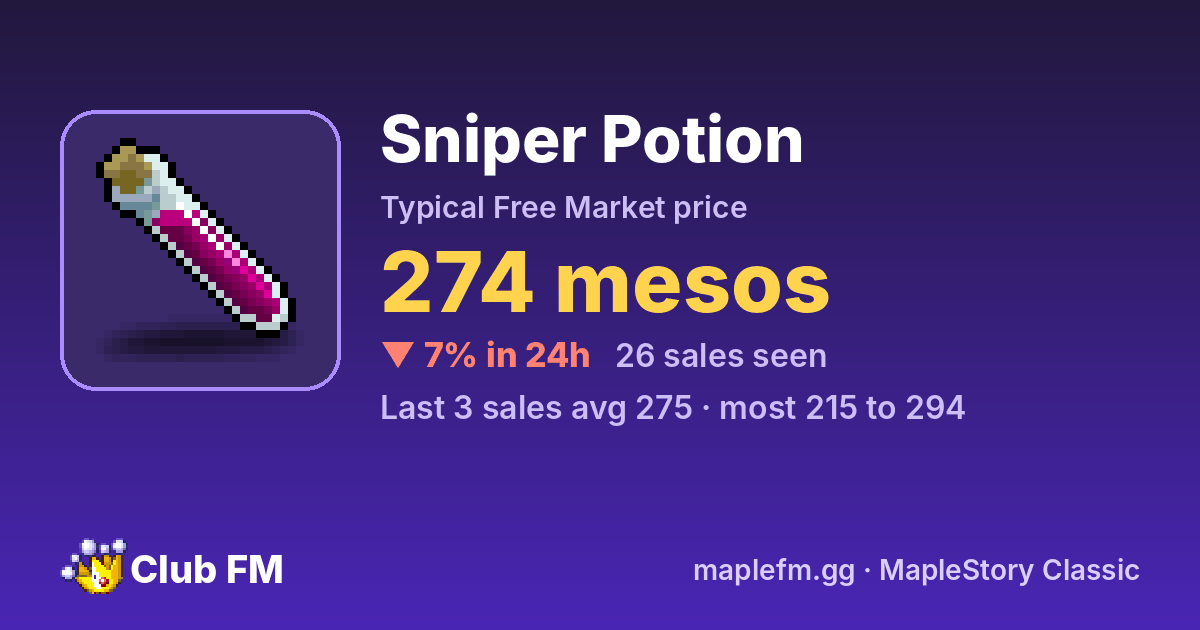 Sniper Potion
Typical Free Market price
274 mesos
▼ 7% in 24h 26 sales seen
Last 3 sales avg 275 · most 215 to 294
Club FM
maplefm.gg · MapleStory Classic